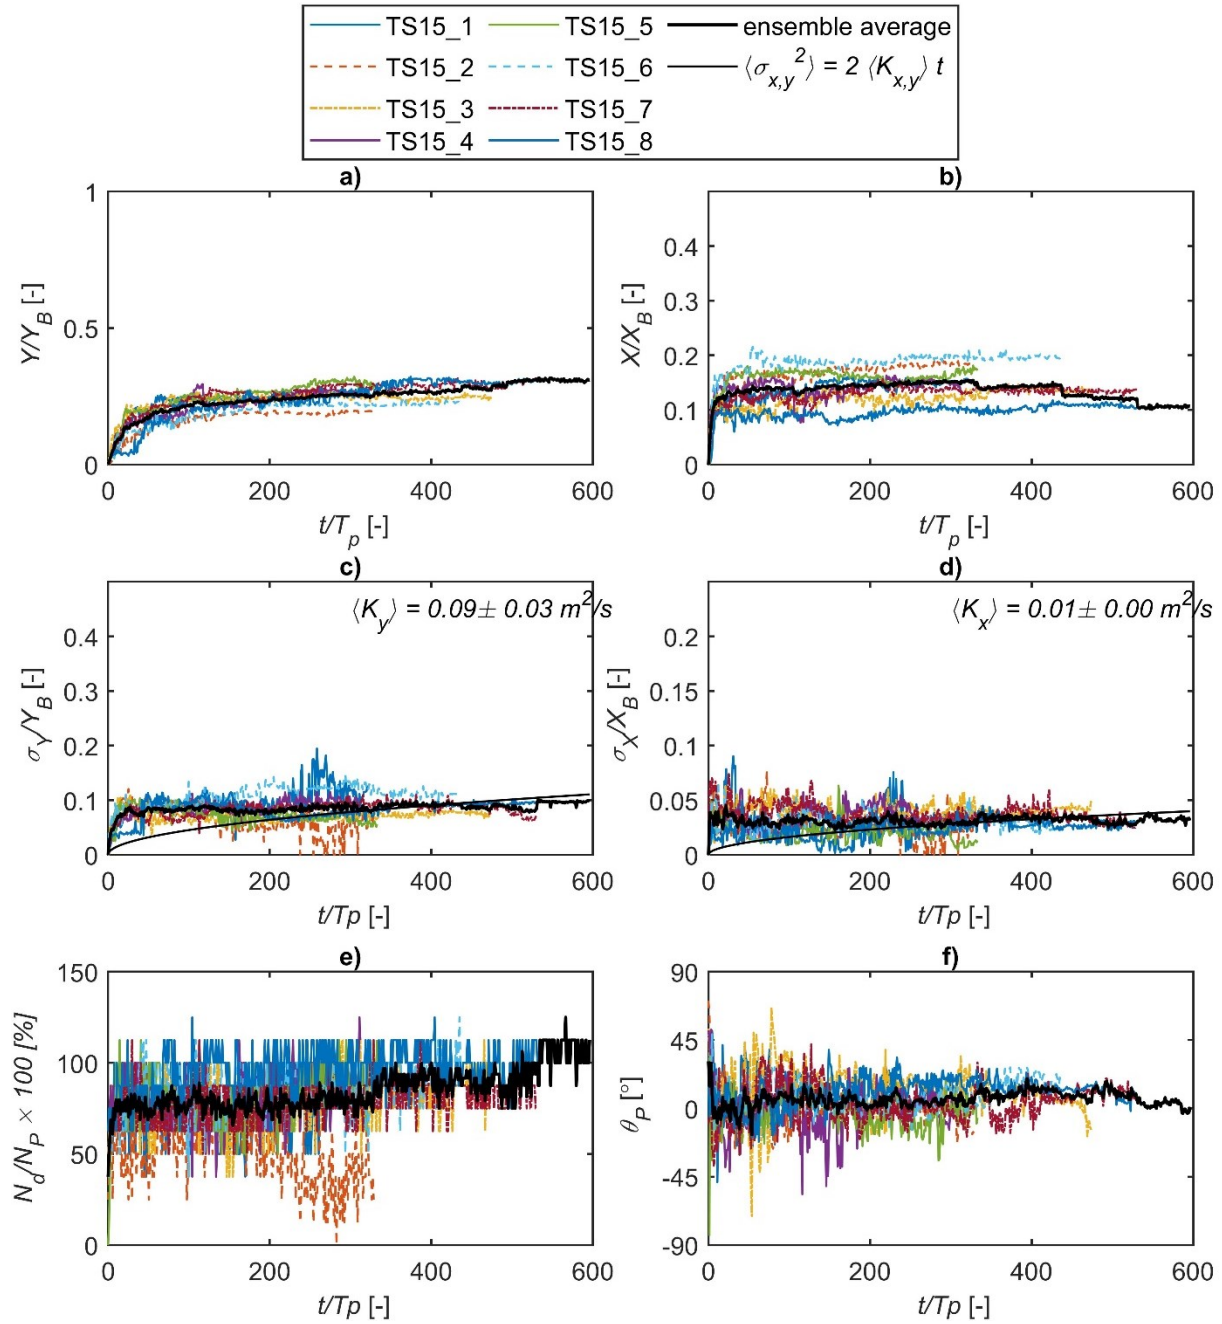 TS15_1 TS15_5 ensemble average
TS15_2 TS15_6 ⟨σx,y²⟩ = 2 ⟨Kx,y⟩ t
TS15_3 TS15_7
TS15_4 TS15_8
a)
1
0.5
0
Y/YB [-]
0 200 400 600
t/Tp [-]
b)
0.4
0.3
0.2
0.1
0
X/XB [-]
0 200 400 600
t/Tp [-]
c)
⟨Ky⟩ = 0.09± 0.03 m²/s
0.4
0.3
0.2
0.1
0
σY/YB [-]
0 200 400 600
t/Tp [-]
d)
⟨Kx⟩ = 0.01± 0.00 m²/s
0.2
0.15
0.1
0.05
0
σX/XB [-]
0 200 400 600
t/Tp [-]
e)
150
100
50
0
Nd/NP × 100 [%]
0 200 400 600
t/Tp [-]
f)
90
45
0
-45
-90
θP [°]
0 200 400 600
t/Tp [-]